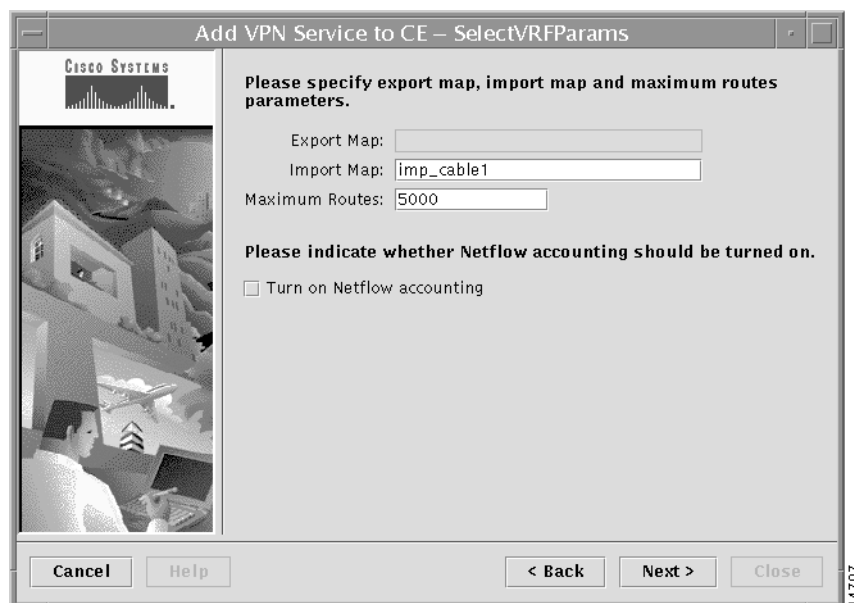 Add VPN Service to CE – SelectVRFParams
CISCO SYSTEMS
Please specify export map, import map and maximum routes
parameters.
Export Map:
Import Map: imp_cable1
Maximum Routes: 5000
Please indicate whether Netflow accounting should be turned on.
Turn on Netflow accounting
Cancel Help < Back Next > Close